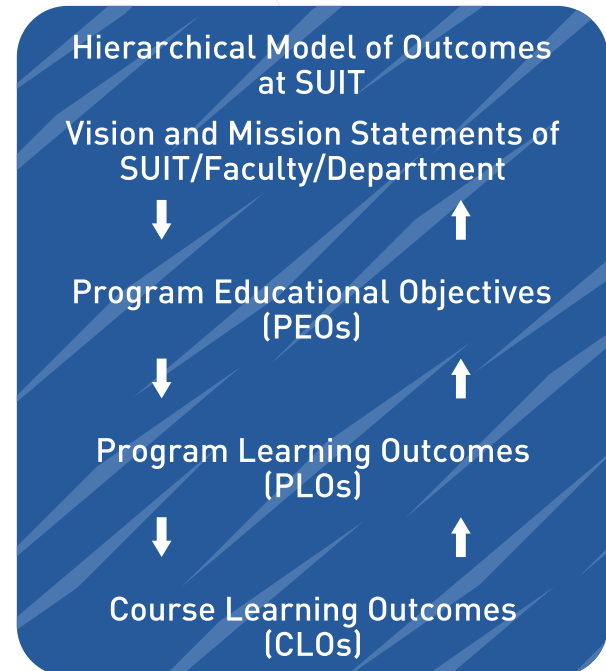 Hierarchical Model of Outcomes
at SUIT
Vision and Mission Statements of
SUIT/Faculty/Department
Program Educational Objectives
(PEOs)
Program Learning Outcomes
(PLOs)
Course Learning Outcomes
(CLOs)